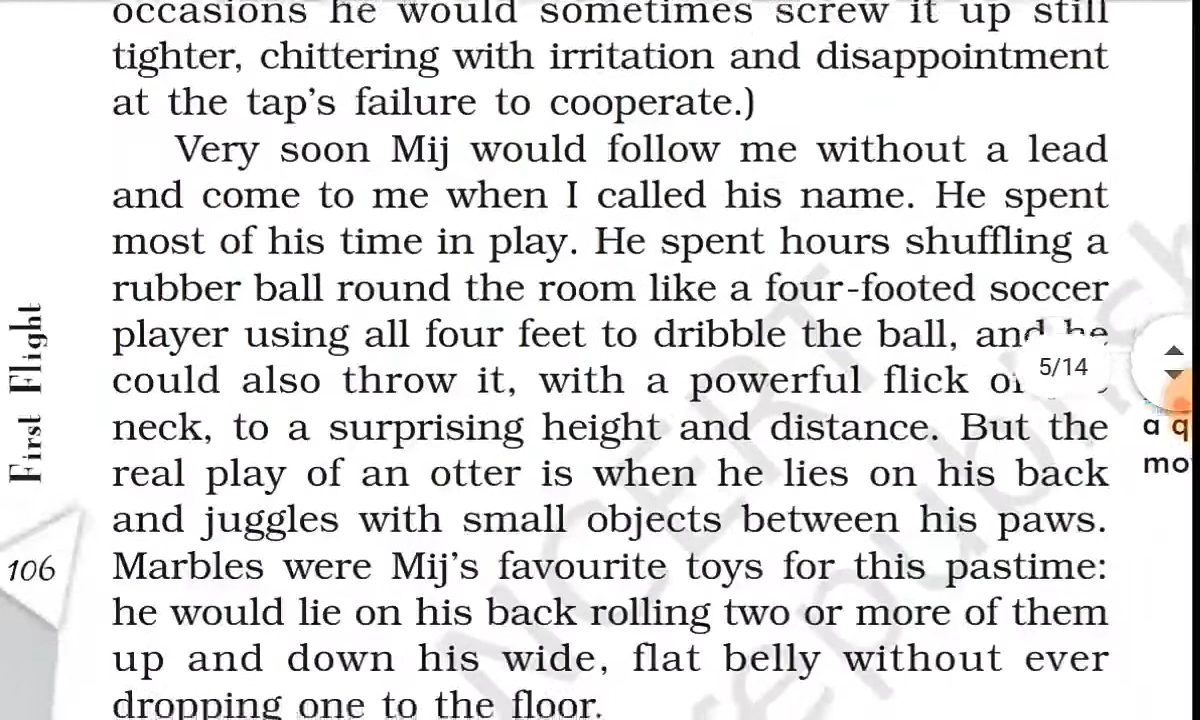 occasions he would sometimes screw it up still
tighter, chittering with irritation and disappointment
at the tap's failure to cooperate.)
Very soon Mij would follow me without a lead
and come to me when I called his name. He spent
most of his time in play. He spent hours shuffling a
rubber ball round the room like a four-footed soccer
player using all four feet to dribble the ball, and he
could also throw it, with a powerful flick
neck, to a surprising height and distance. But the
real play of an otter is when he lies on his back
and juggles with small objects between his paws.
Marbles were Mij's favourite toys for this pastime:
he would lie on his back rolling two or more of them
up and down his wide, flat belly without ever
dropping one to the floor.
First Flight
106
5/14
a q
mo
NCERT
republish